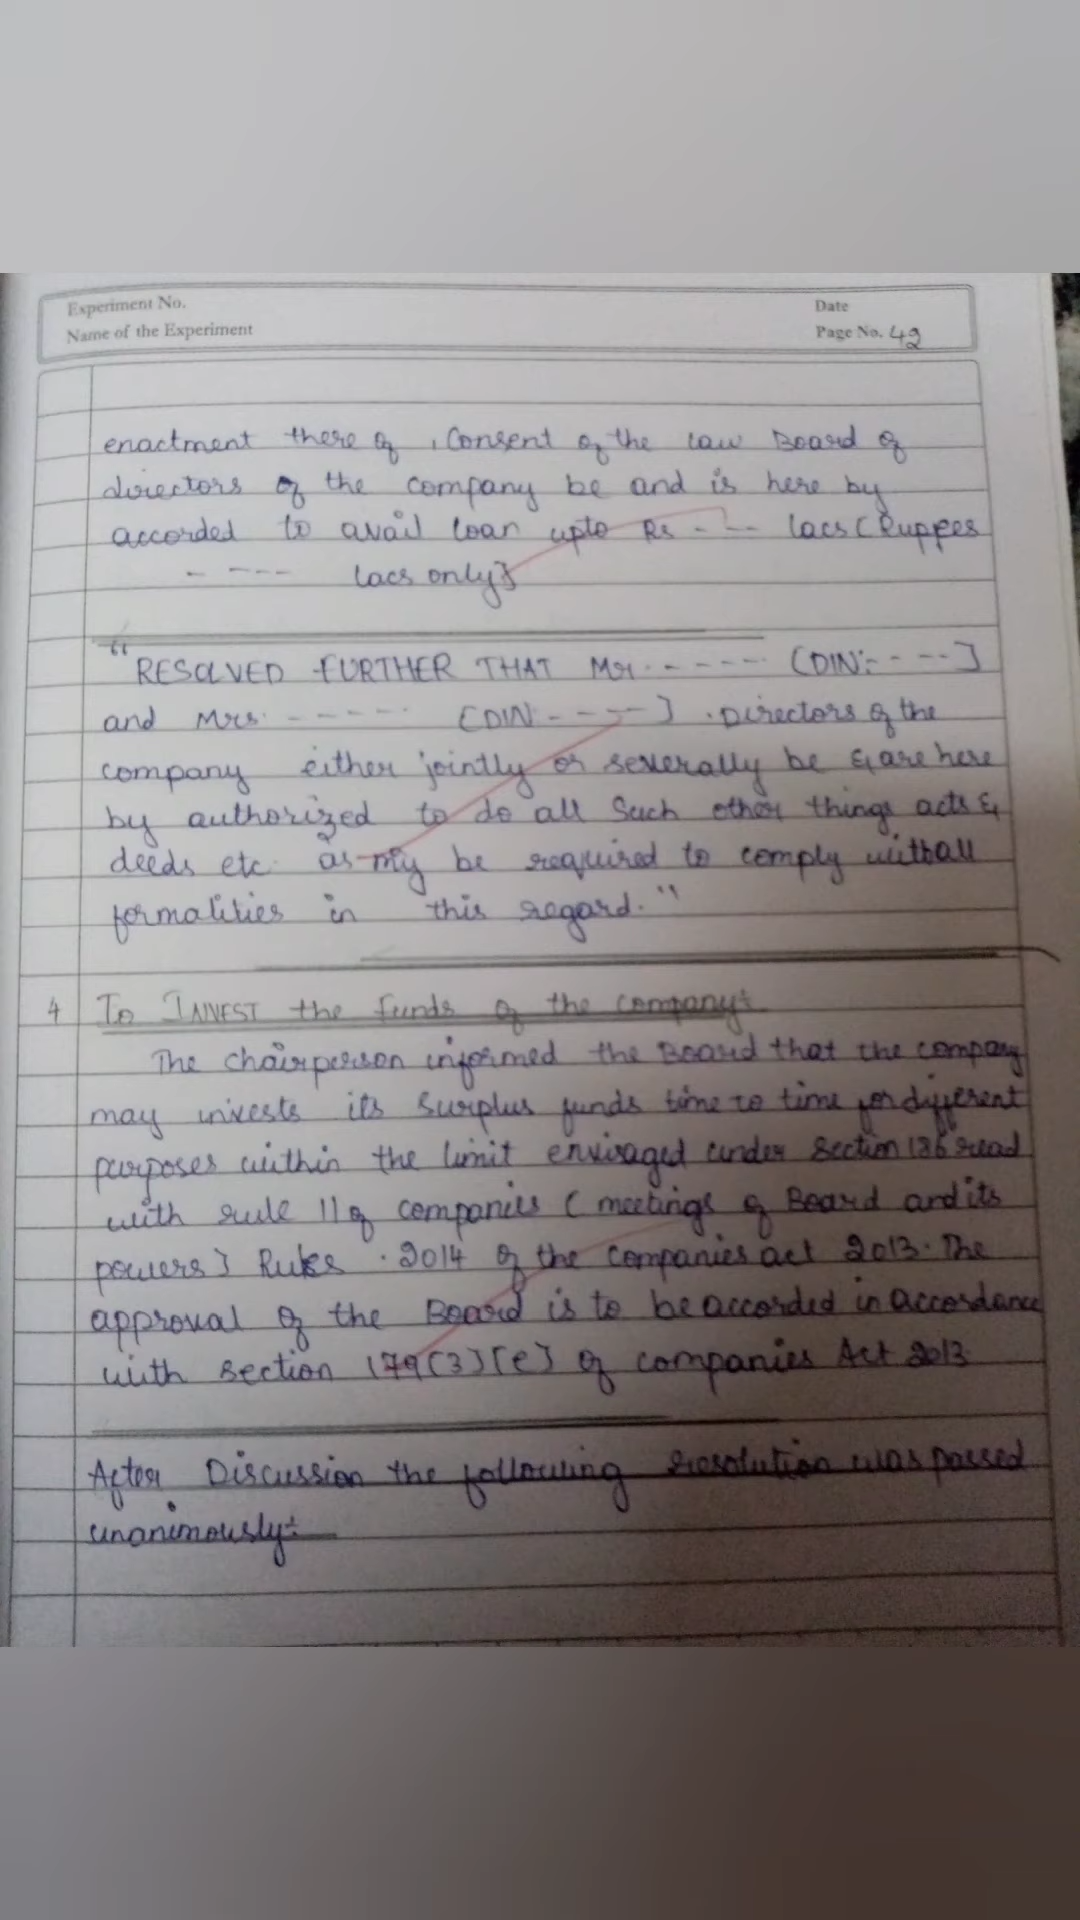 Experiment No.
Date
Name of the Experiment
Page No. 42
enactment there of, Consent of the law Board of
directors of the company be and is here by
accorded to avail loan upto Rs - -- lacs (Ruppes
- ---- lacs only}
"RESOLVED FURTHER THAT Mr. ----- (DIN:- ---]
and Mrs. ----- [DIN ----] . Directors of the
company either jointly or severally be & are here
by authorized to do all Such other things acts &
deeds etc. as my be required to comply with all
formalities in this regard."
4 To INVEST the funds of the company:-
The chairperson informed the Board that the company
may invests its Surplus funds time to time for different
purposes within the limit envisaged under Section 186 read
with rule 11 of companies ( meetings of Board and its
powers } Rules . 2014 of the Companies act 2013. The
approval of the Board is to be accorded in accordance
with section 179(3)[e] of companies Act 2013
After Discussion the following resolution was passed
unanimously:-